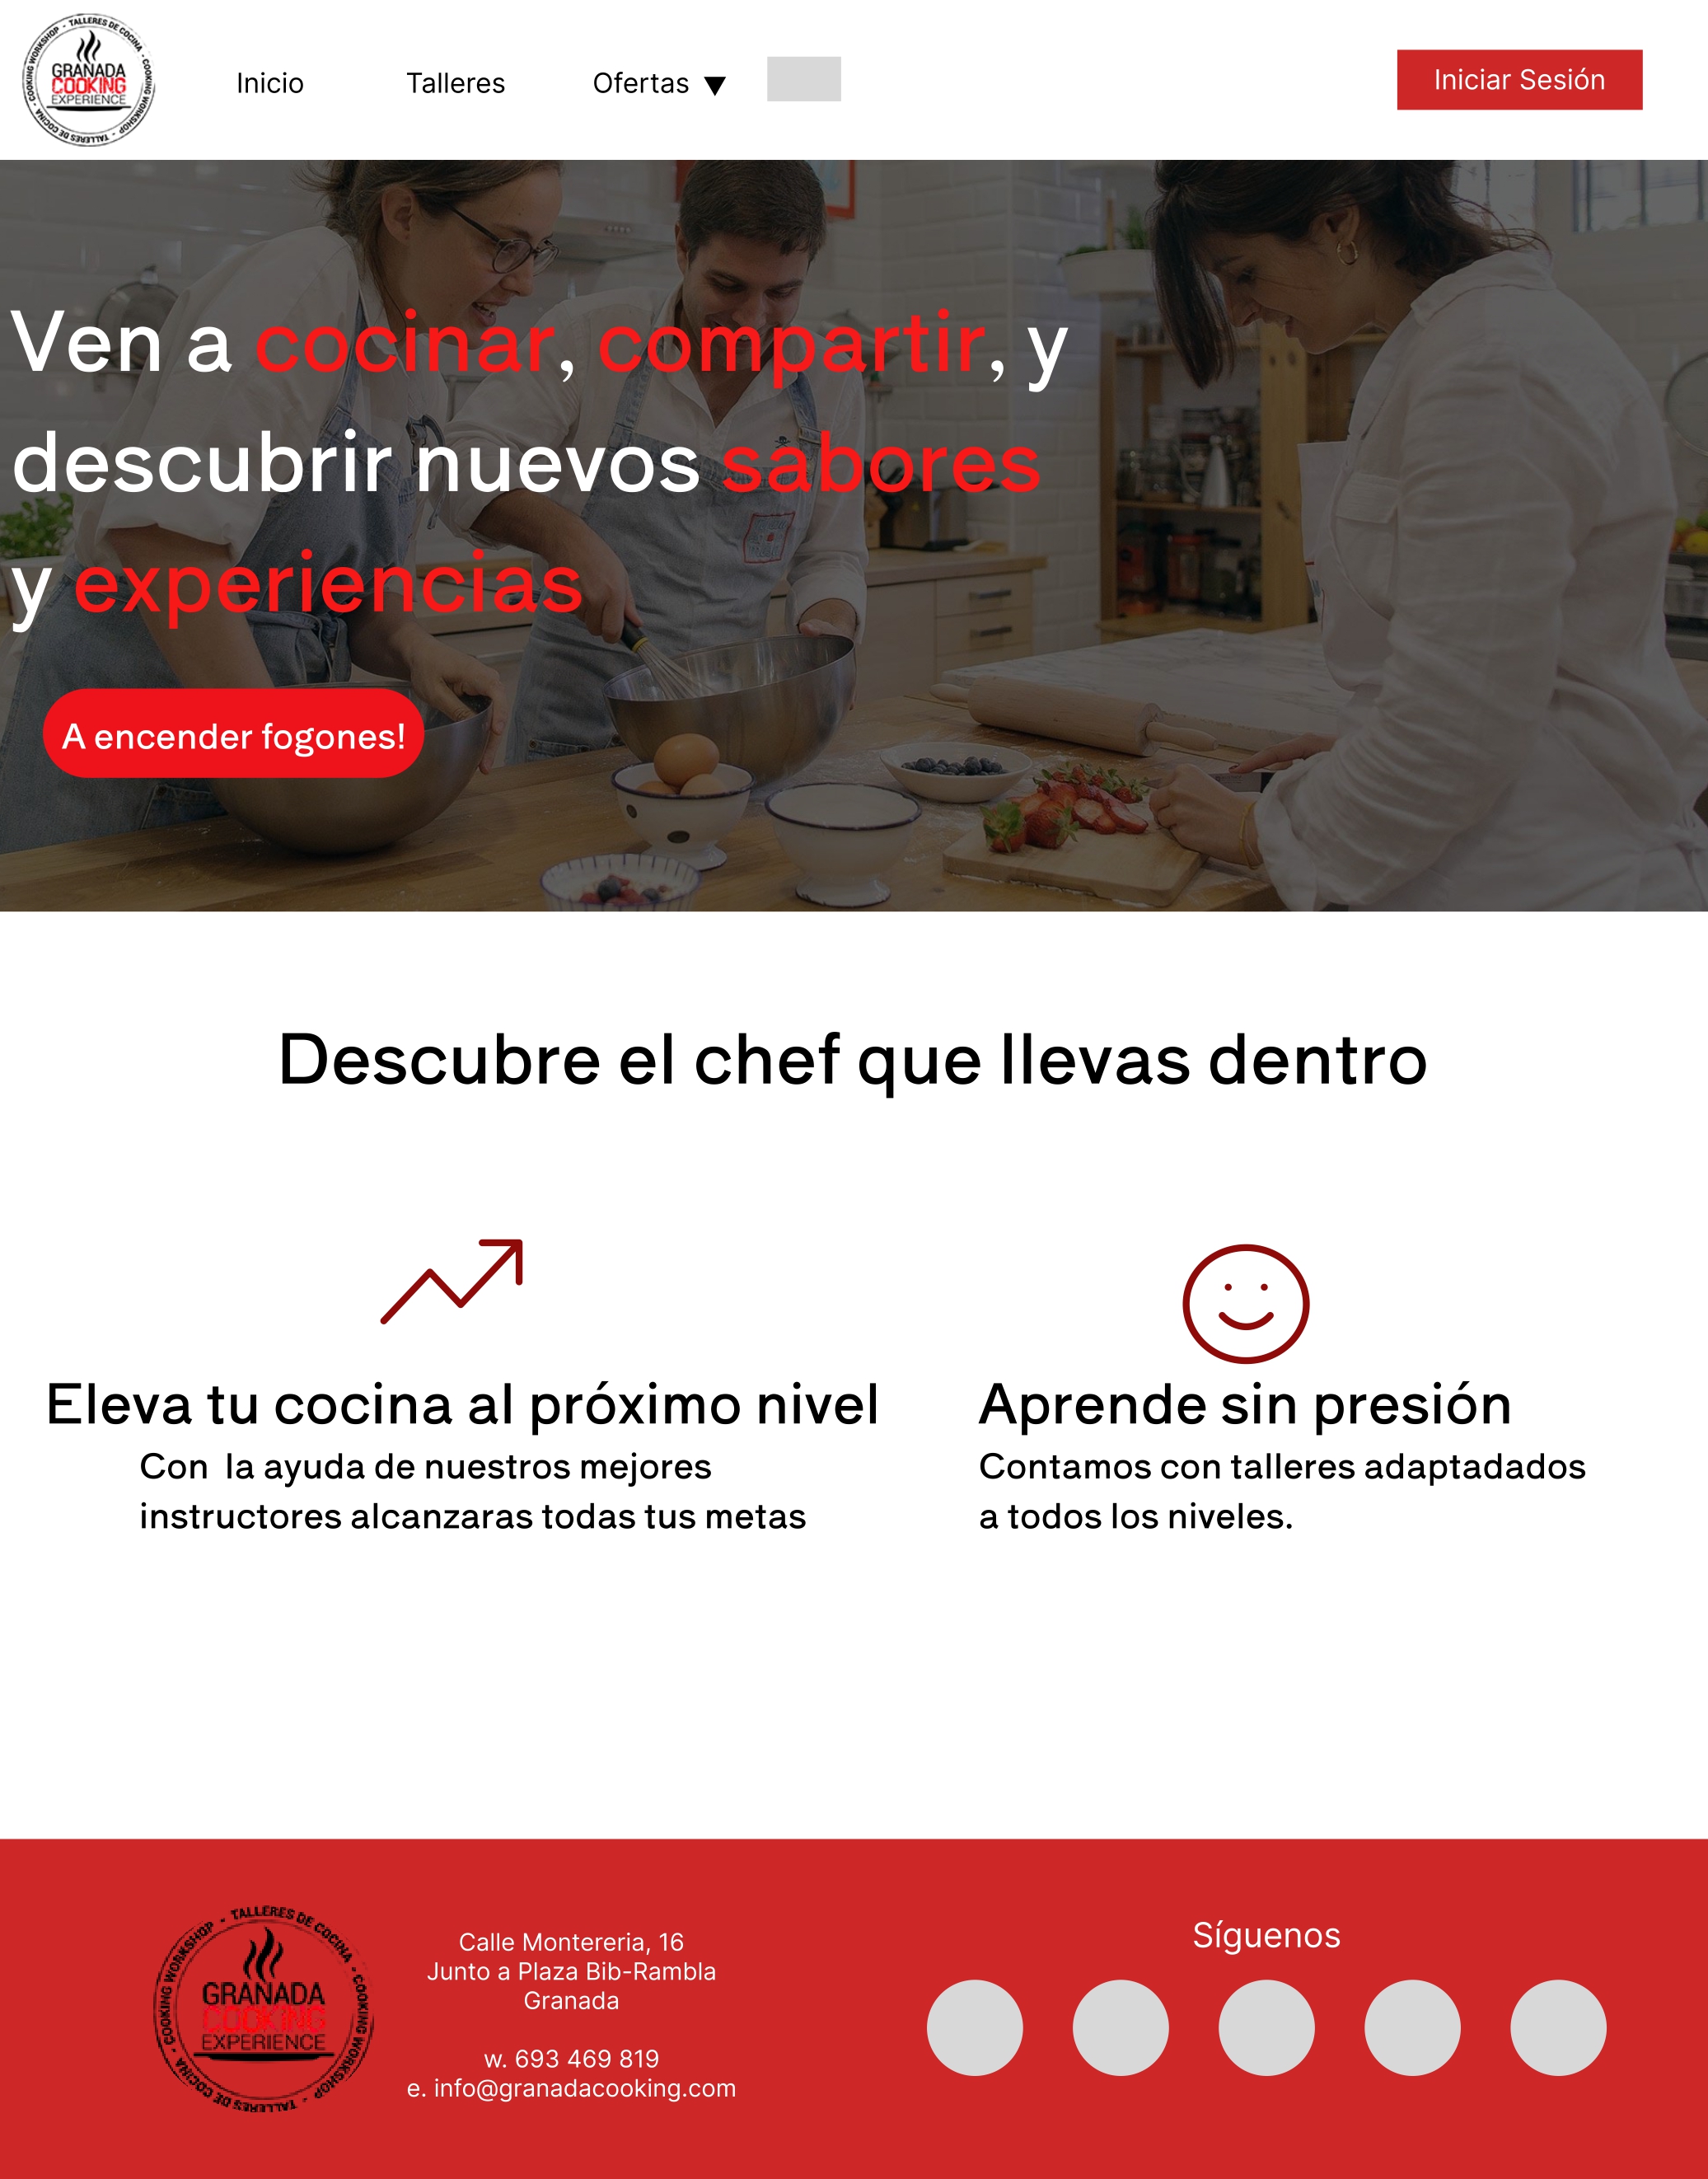 - TALLERES DE COCINA - COOKING WORKSHOP - TALLERES DE COCINA - COOKING WORKSHOP
GRANADA
COOKING
EXPERIENCE
Inicio
Talleres
Ofertas ▼
Iniciar Sesión
Ven a cocinar, compartir, y
descubrir nuevos sabores
y experiencias
A encender fogones!
Descubre el chef que llevas dentro
Eleva tu cocina al próximo nivel
Con  la ayuda de nuestros mejores
instructores alcanzaras todas tus metas
Aprende sin presión
Contamos con talleres adaptadados
a todos los niveles.
- TALLERES DE COCINA - COOKING WORKSHOP - TALLERES DE COCINA - COOKING WORKSHOP
GRANADA
COOKING
EXPERIENCE
Calle Montereria, 16
Junto a Plaza Bib-Rambla
Granada
w. 693 469 819
e. info@granadacooking.com
Síguenos